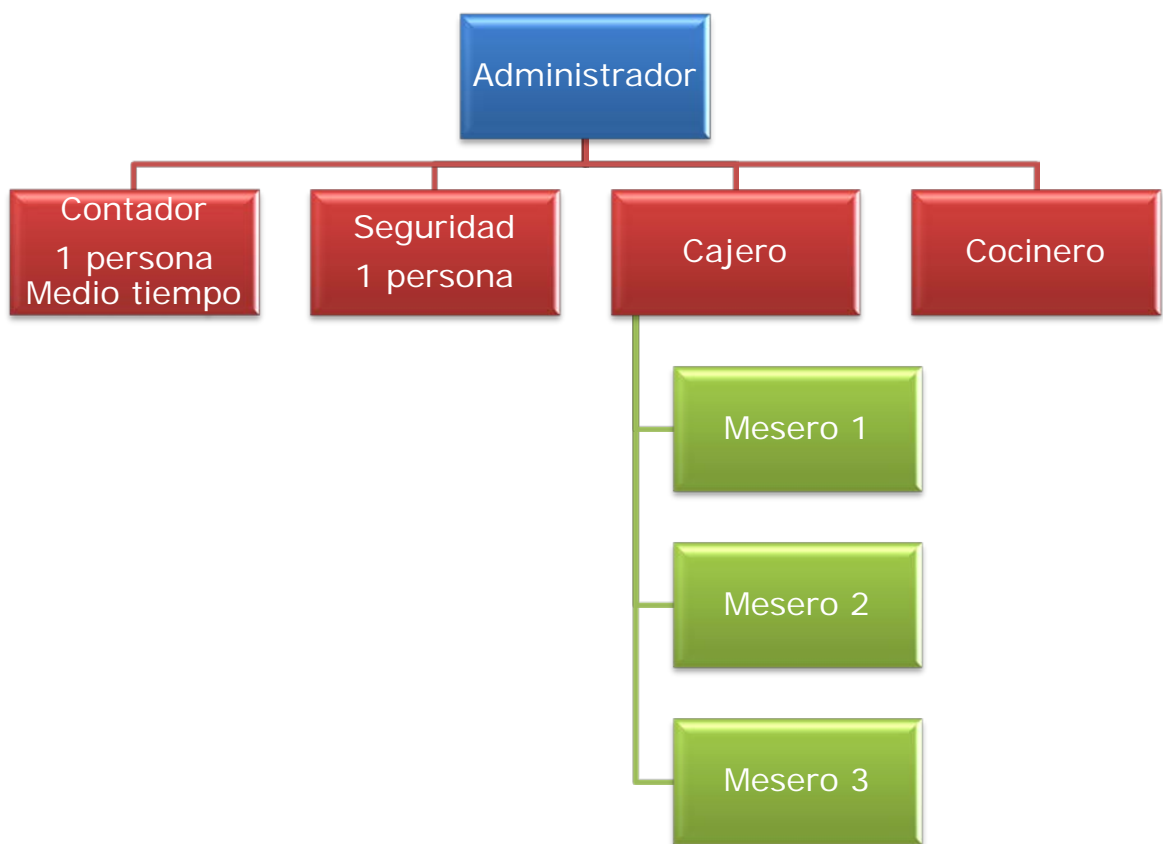 Administrador
Contador
1 persona
Medio tiempo
Seguridad
1 persona
Cajero
Cocinero
Mesero 1
Mesero 2
Mesero 3